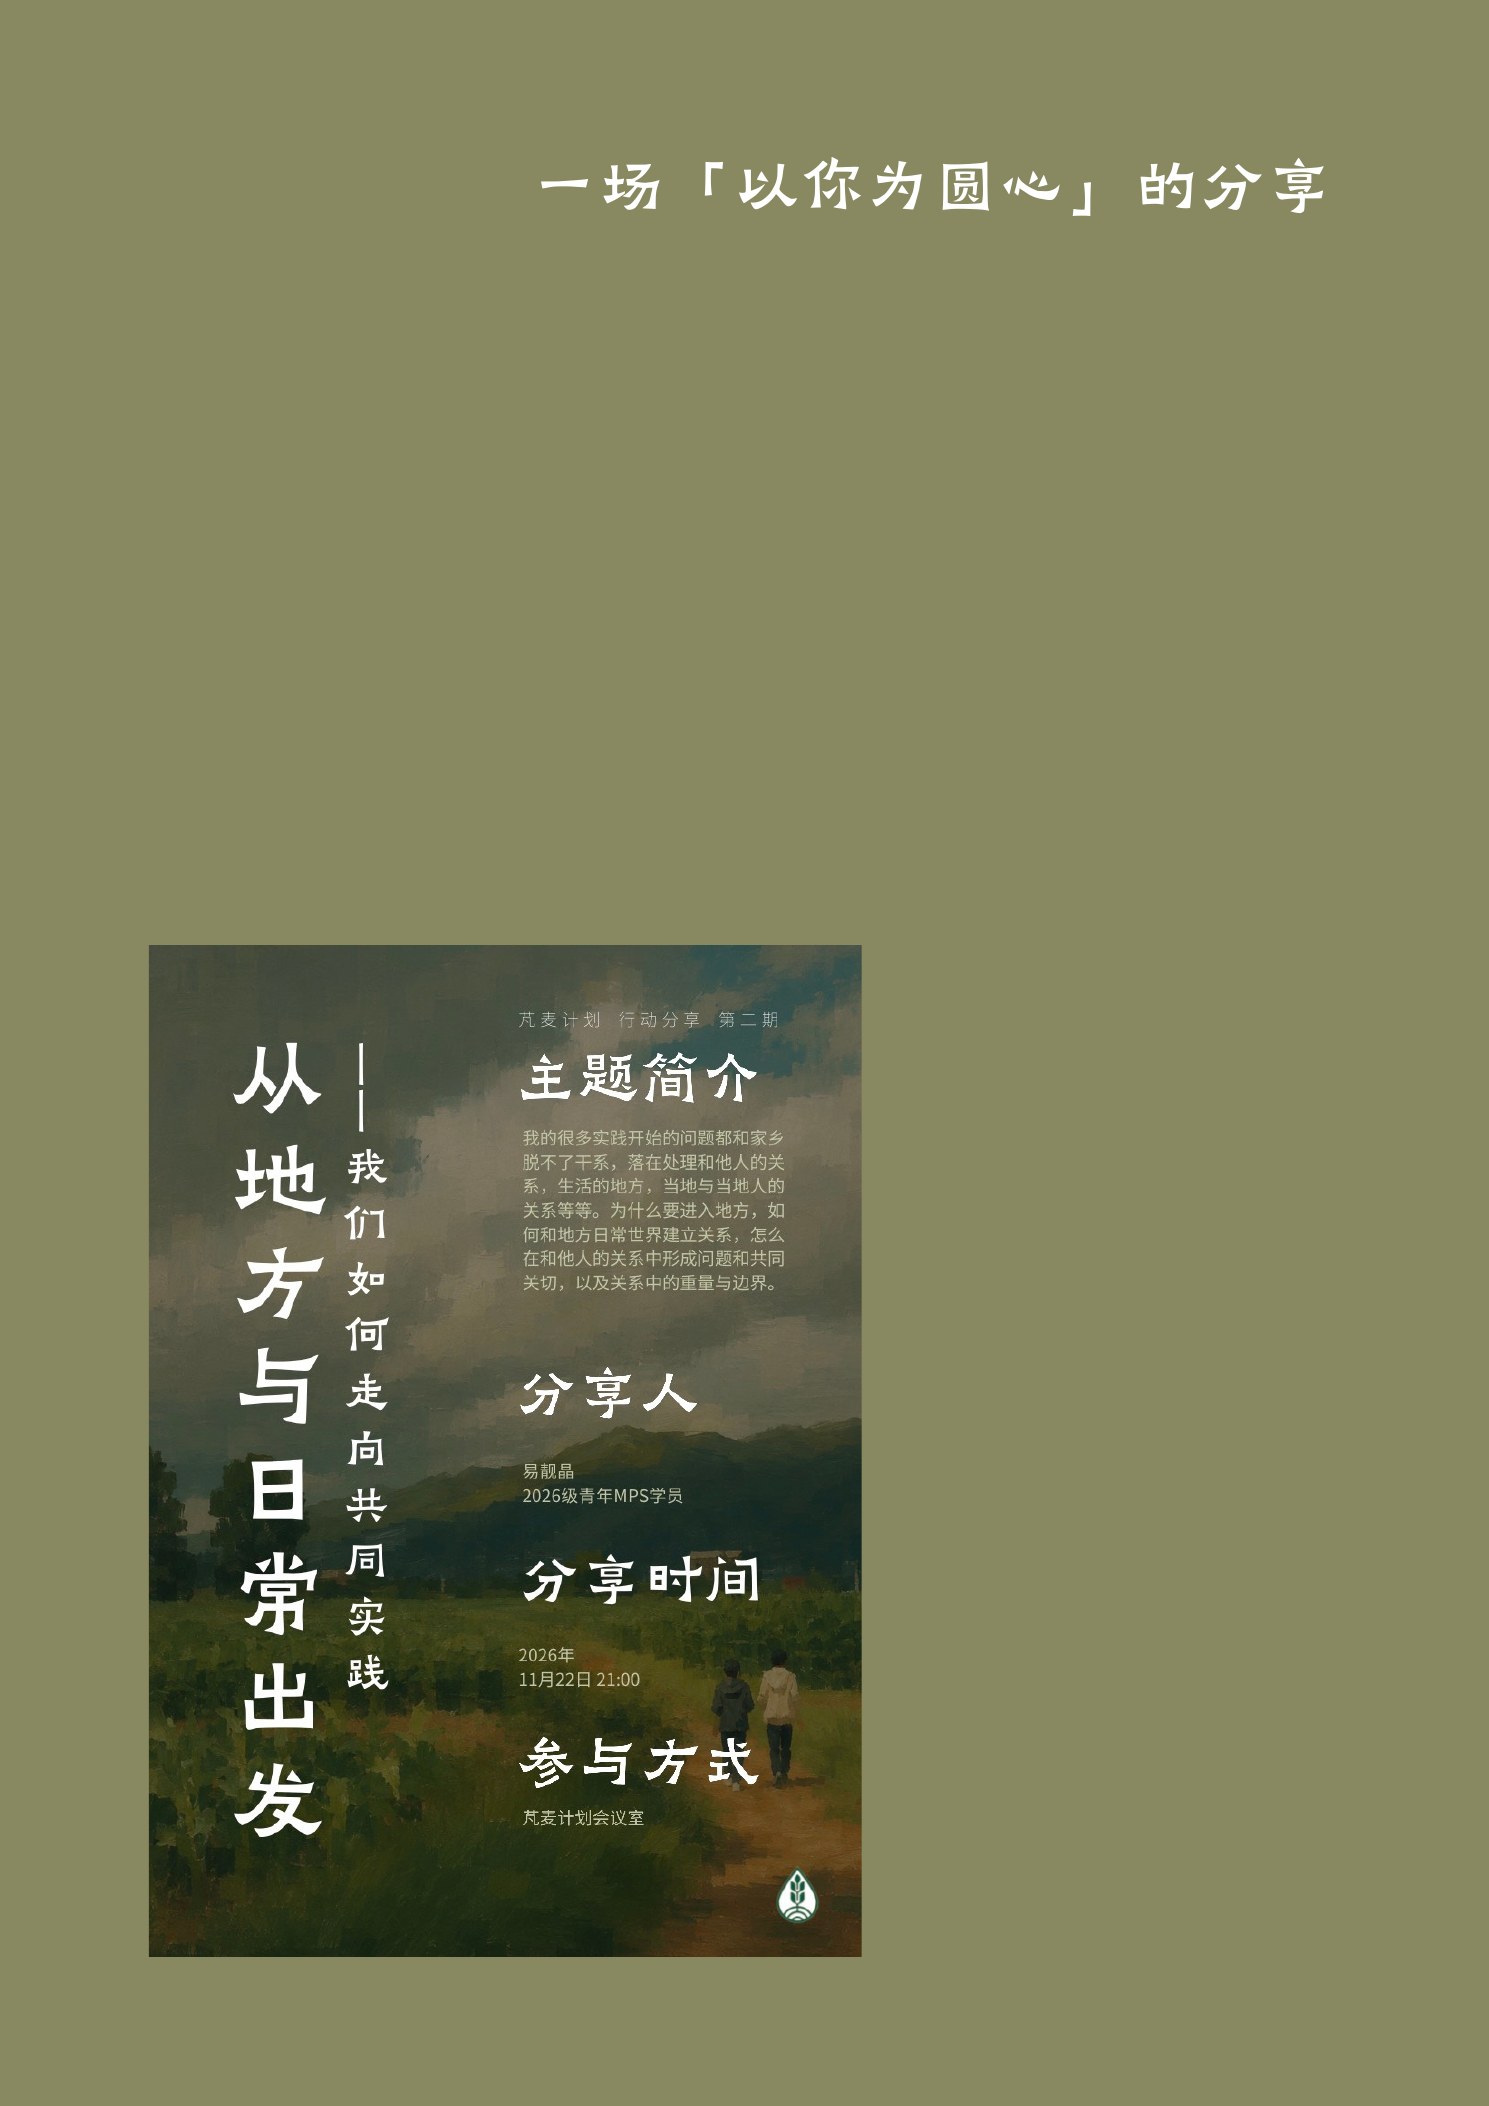 一场「以你为圆心」的分享
从地方与日常出发
——我们如何走向共同实践
芃麦计划 行动分享 第二期
主题简介
我的很多实践开始的问题都和家乡
脱不了干系，落在处理和他人的关
系，生活的地方，当地与当地人的
关系等等。为什么要进入地方，如
何和地方日常世界建立关系，怎么
在和他人的关系中形成问题和共同
关切，以及关系中的重量与边界。
分享人
易靓晶
2026级青年MPS学员
分享时间
2026年
11月22日 21:00
参与方式
芃麦计划会议室